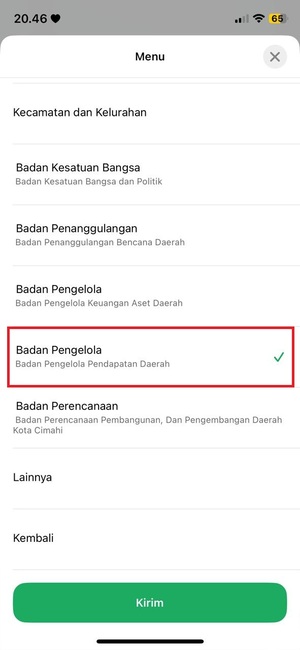 20.46
65
Menu
Kecamatan dan Kelurahan
Badan Kesatuan Bangsa
Badan Kesatuan Bangsa dan Politik
Badan Penanggulangan
Badan Penanggulangan Bencana Daerah
Badan Pengelola
Badan Pengelola Keuangan Aset Daerah
Badan Pengelola
Badan Pengelola Pendapatan Daerah
Badan Perencanaan
Badan Perencanaan Pembangunan, Dan Pengembangan Daerah
Kota Cimahi
Lainnya
Kembali
Kirim